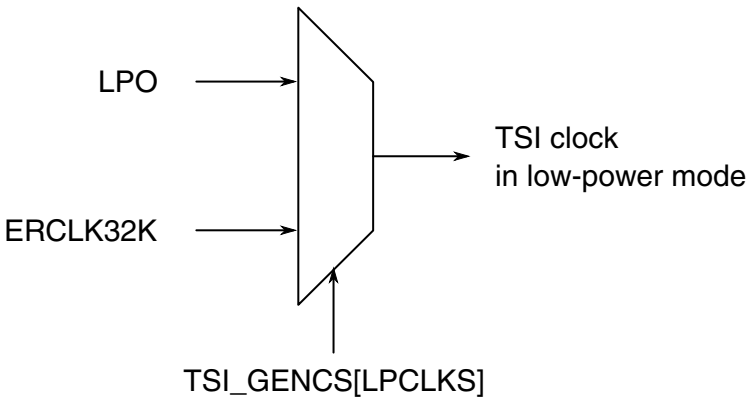 LPO
TSI clock
in low-power mode
ERCLK32K
TSI_GENCS[LPCLKS]